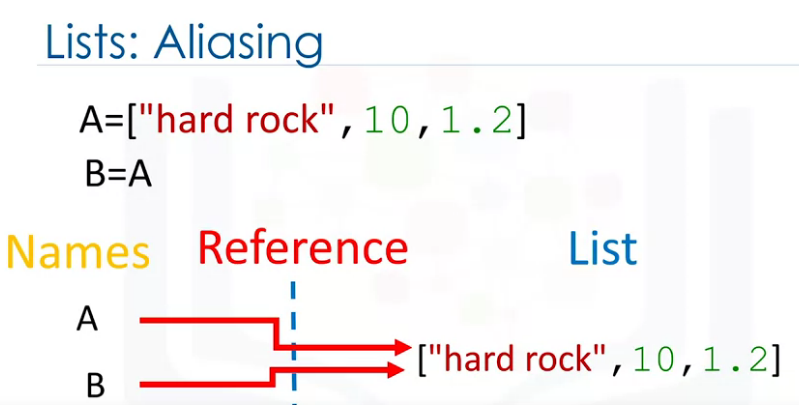 Lists: Aliasing
A=["hard rock",10,1.2]
B=A
Names Reference List
A
["hard rock",10,1.2]
B